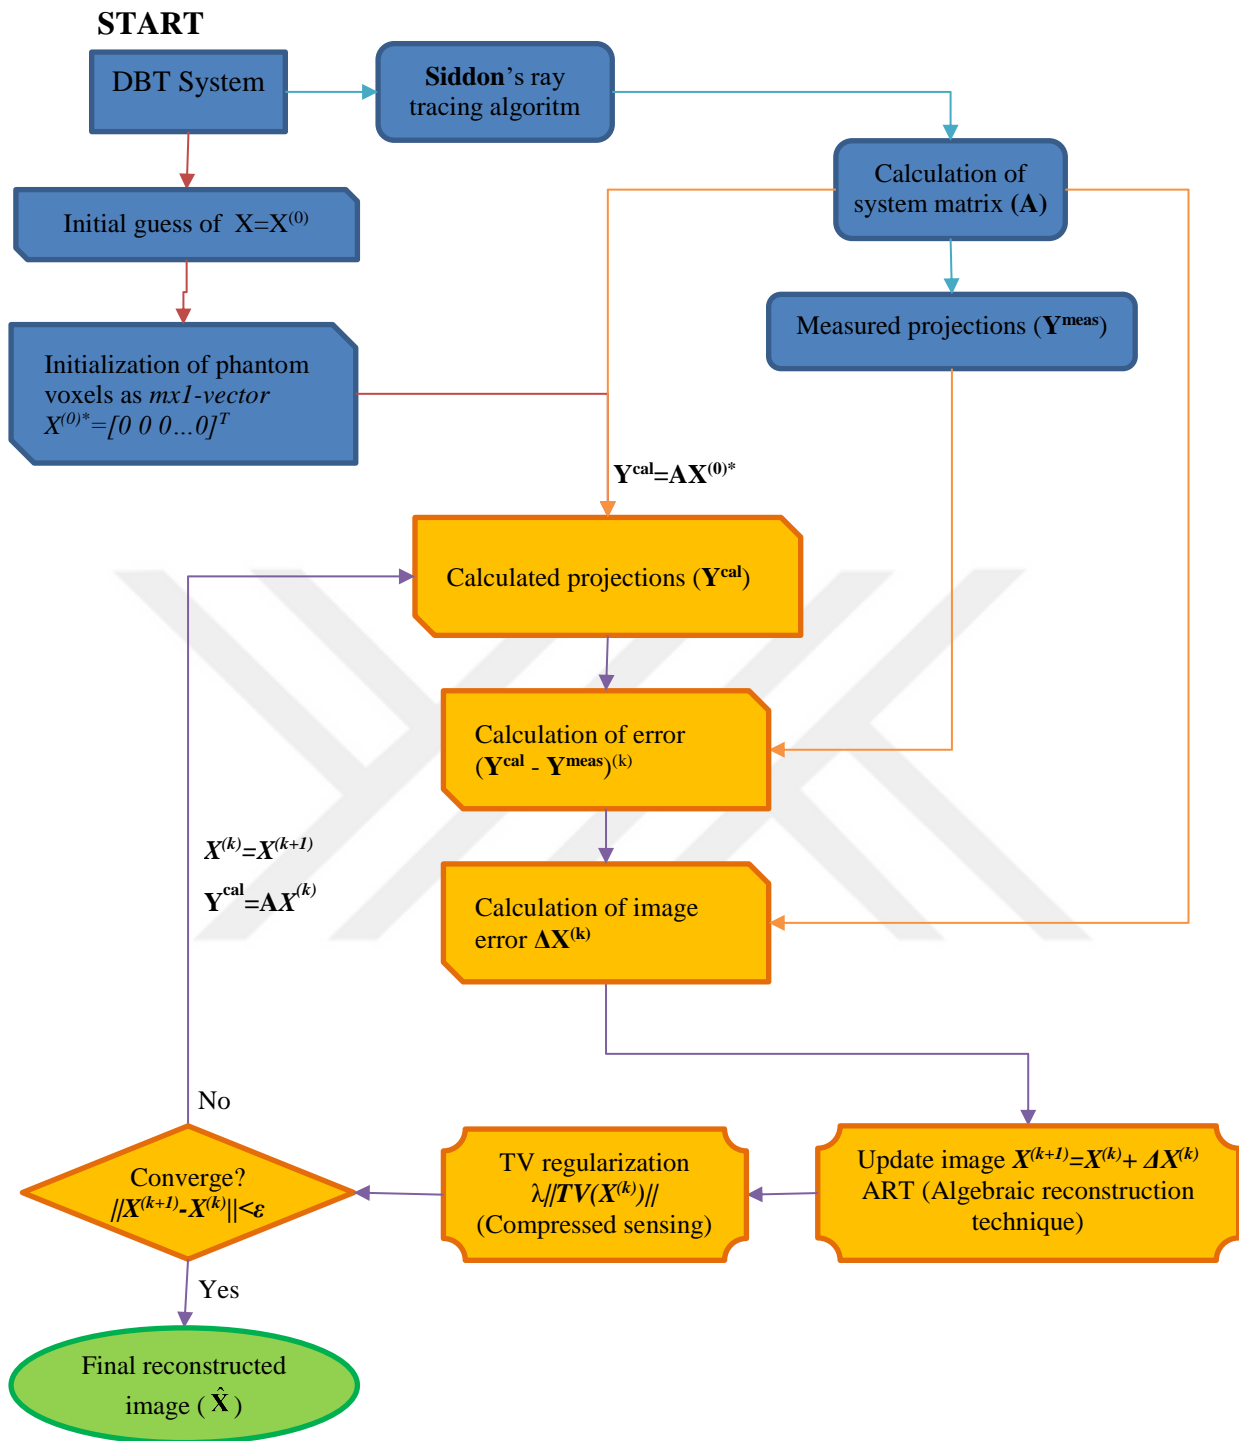 START
DBT System
Siddon's ray
tracing algoritm
Calculation of
system matrix (A)
Initial guess of X=X⁽⁰⁾
Measured projections (Yᵐᵉᵃˢ)
Initialization of phantom
voxels as mx1-vector
X⁽⁰⁾*=[0 0 0...0]ᵀ
Yᶜᵃˡ=AX⁽⁰⁾*
Calculated projections (Yᶜᵃˡ)
Calculation of error
(Yᶜᵃˡ - Yᵐᵉᵃˢ)⁽ᵏ⁾
X⁽ᵏ⁾=X⁽ᵏ⁺¹⁾
Yᶜᵃˡ=AX⁽ᵏ⁾
Calculation of image
error ΔX⁽ᵏ⁾
No
Converge?
||X⁽ᵏ⁺¹⁾-X⁽ᵏ⁾||<ε
TV regularization
λ||TV(X⁽ᵏ⁾)||
(Compressed sensing)
Update image X⁽ᵏ⁺¹⁾=X⁽ᵏ⁾+ ΔX⁽ᵏ⁾
ART (Algebraic reconstruction
technique)
Yes
Final reconstructed
image ( X̂ )